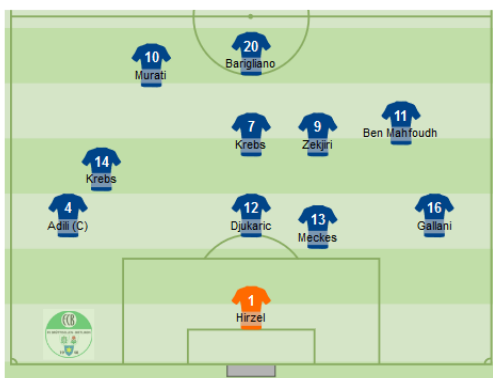 20
Barigliano
10
Murati
11
Ben Mahfoudh
7
Krebs
9
Zekjiri
14
Krebs
4
Adili (C)
12
Djukaric
13
Meckes
16
Gallani
1
Hirzel
FCB